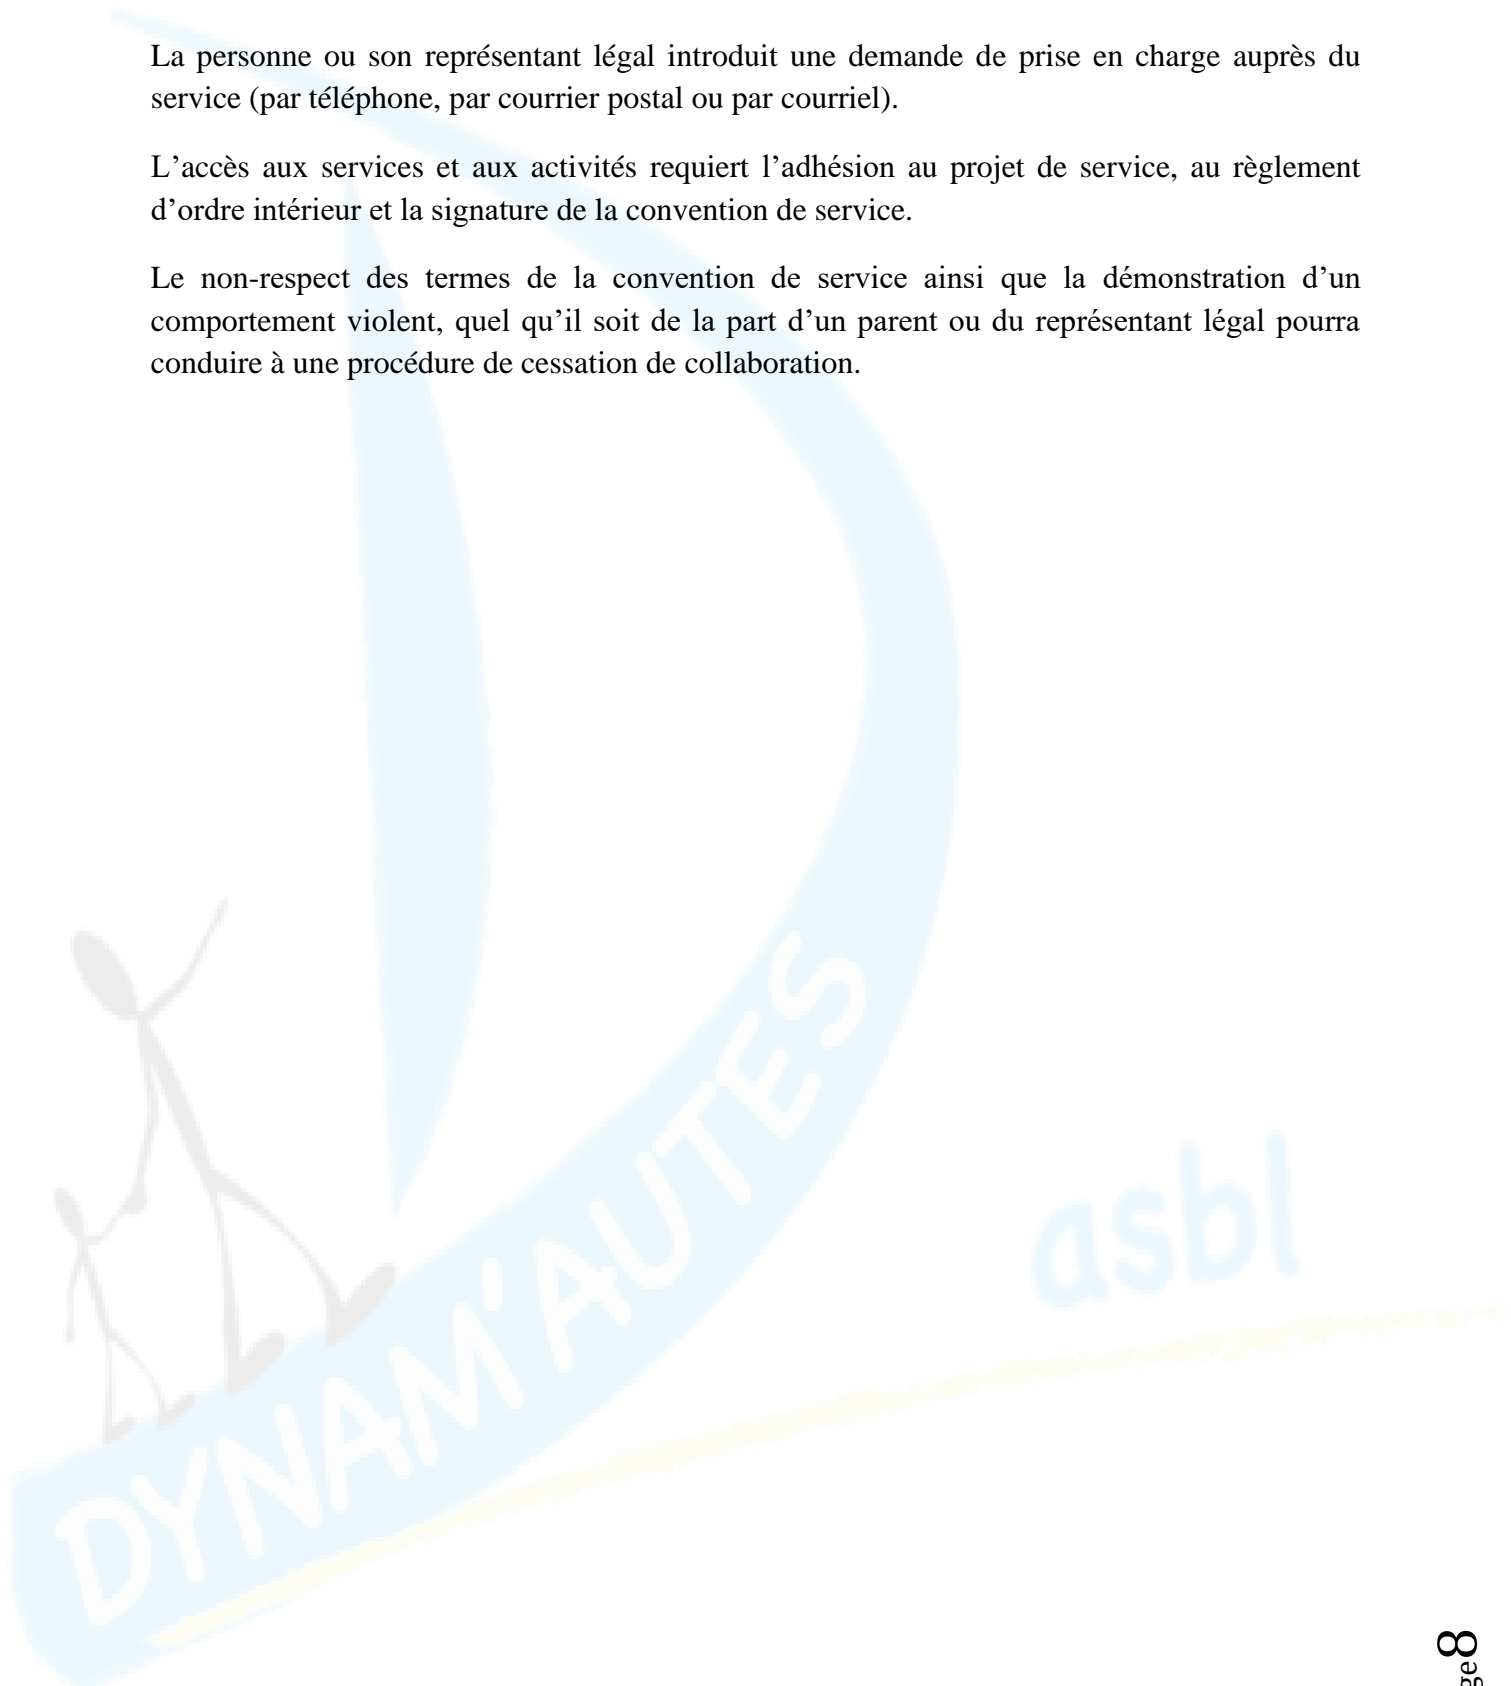 La personne ou son représentant légal introduit une demande de prise en charge auprès du
service (par téléphone, par courrier postal ou par courriel).
L’accès aux services et aux activités requiert l’adhésion au projet de service, au règlement
d’ordre intérieur et la signature de la convention de service.
Le non-respect des termes de la convention de service ainsi que la démonstration d’un
comportement violent, quel qu’il soit de la part d’un parent ou du représentant légal pourra
conduire à une procédure de cessation de collaboration.
DYNAM’AUTES
asbl
ge8